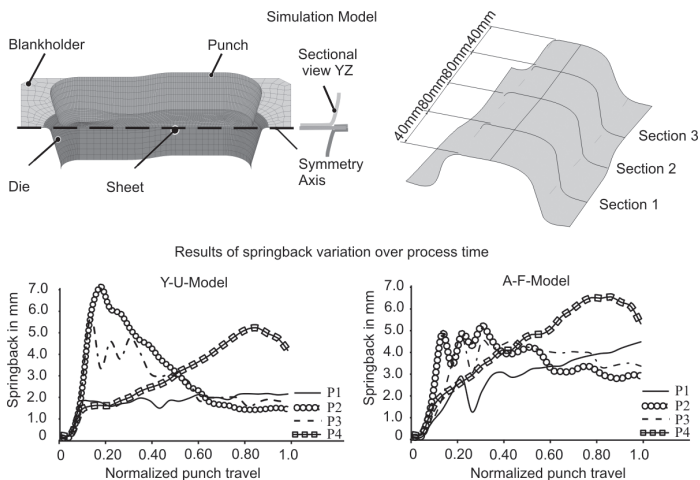 Simulation Model
Blankholder
Punch
Sectional
view YZ
Die
Sheet
Symmetry
Axis
40mm80mm80mm40mm
Section 3
Section 2
Section 1
Results of springback variation over process time
Y-U-Model
Springback in mm
7.0
6.0
5.0
4.0
3.0
2.0
1.0
0
0 0.20 0.40 0.60 0.80 1.0
Normalized punch travel
P1
P2
P3
P4
A-F-Model
Springback in mm
7.0
6.0
5.0
4.0
3.0
2.0
1.0
0
0 0.20 0.40 0.60 0.80 1.0
Normalized punch travel
P1
P2
P3
P4